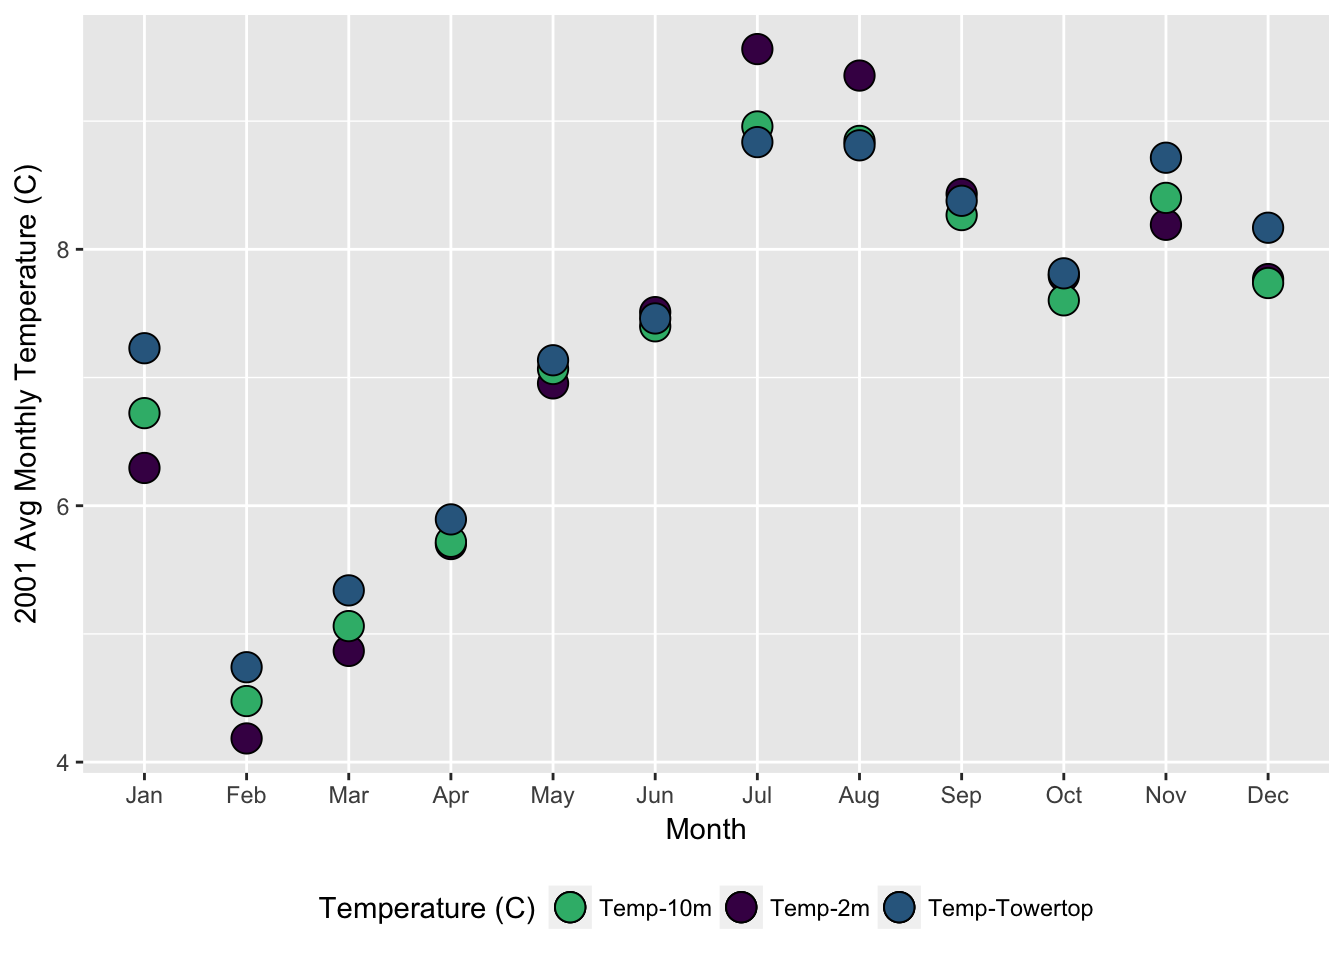 2001 Avg Monthly Temperature (C)
8
6
4
Jan Feb Mar Apr May Jun Jul Aug Sep Oct Nov Dec
Month
Temperature (C) Temp-10m Temp-2m Temp-Towertop